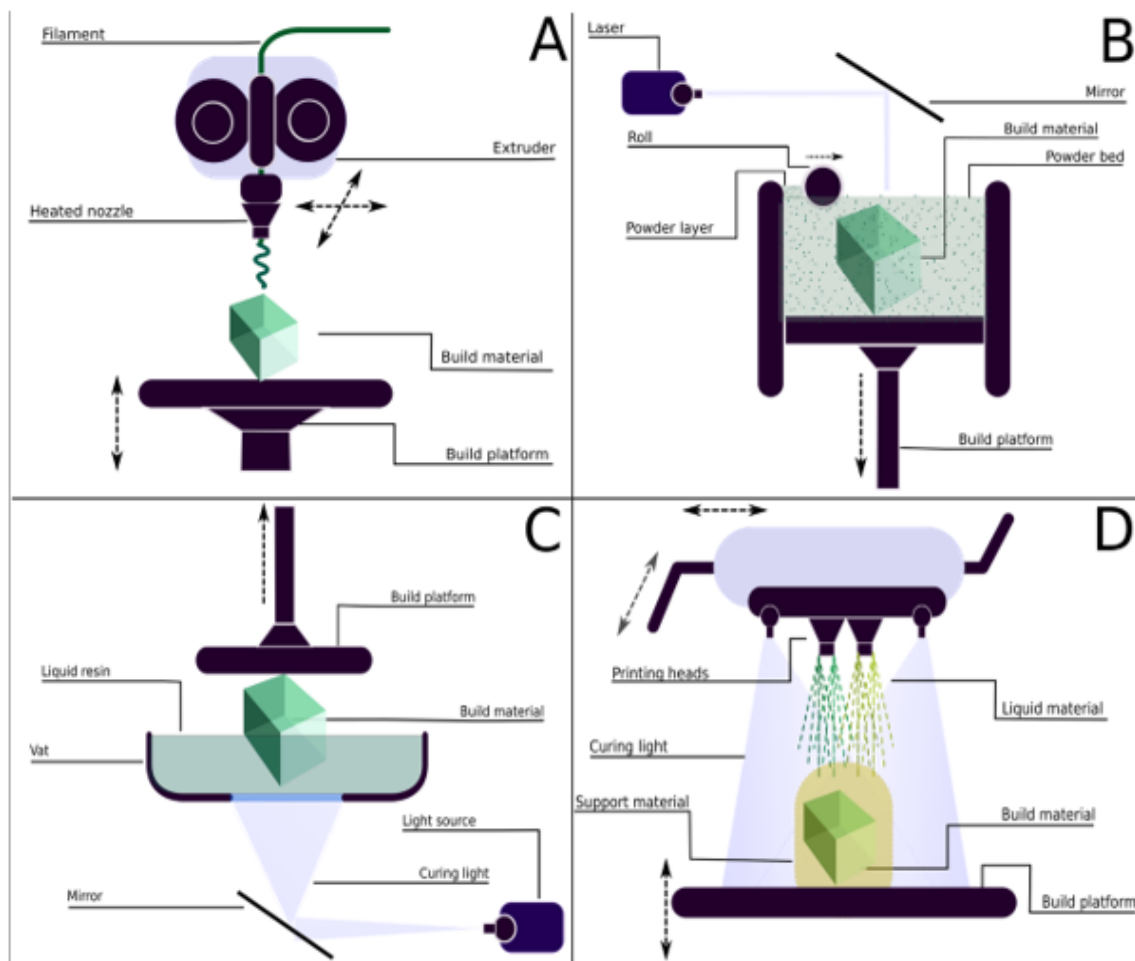 A
Filament
Extruder
Heated nozzle
Build material
Build platform
B
Laser
Mirror
Build material
Roll
Powder bed
Powder layer
Build platform
C
Build platform
Liquid resin
Build material
Vat
Light source
Curing light
Mirror
D
Printing heads
Liquid material
Curing light
Support material
Build material
Build platform